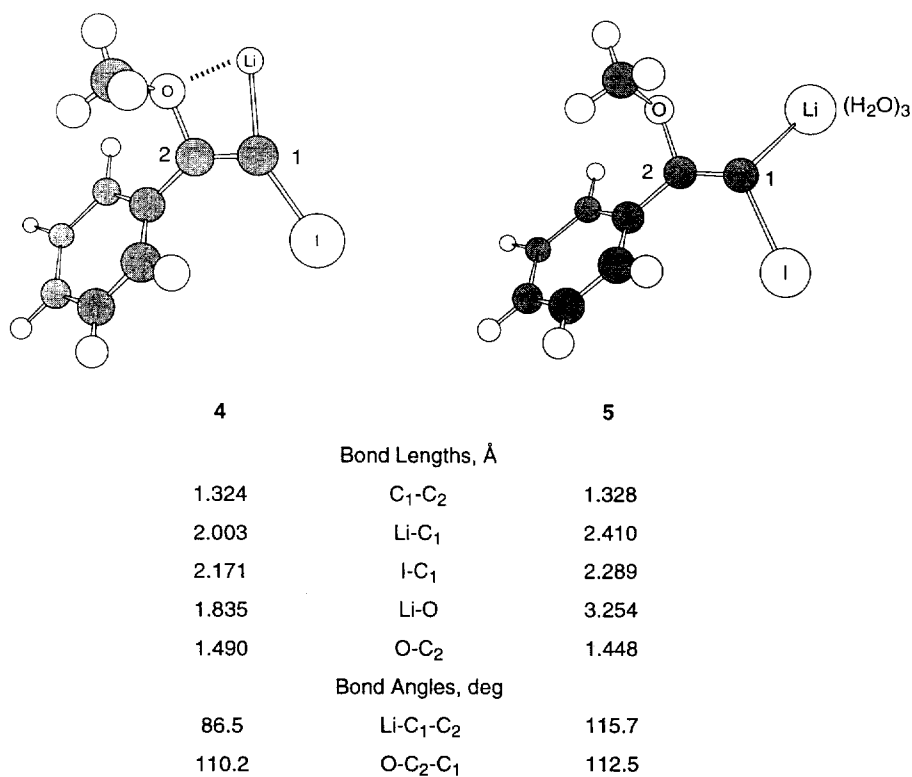 Li
O
2
1
I
O
Li
(H₂O)₃
2
1
I
4 5
Bond Lengths, Å
1.324 C₁-C₂ 1.328
2.003 Li-C₁ 2.410
2.171 I-C₁ 2.289
1.835 Li-O 3.254
1.490 O-C₂ 1.448
Bond Angles, deg
86.5 Li-C₁-C₂ 115.7
110.2 O-C₂-C₁ 112.5